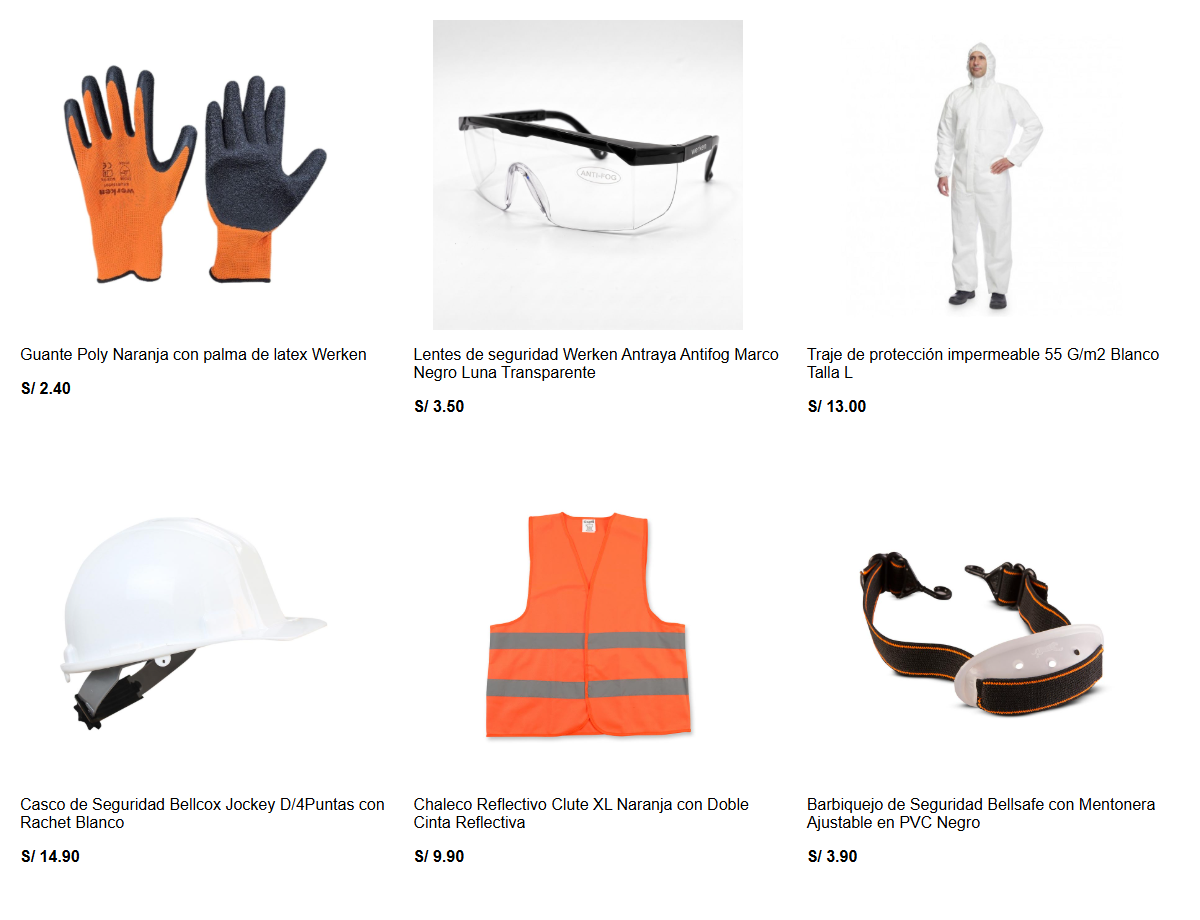 werken
ANTI-FOG
Guante Poly Naranja con palma de latex Werken
S/ 2.40
Lentes de seguridad Werken Antraya Antifog Marco
Negro Luna Transparente
S/ 3.50
Traje de protección impermeable 55 G/m2 Blanco
Talla L
S/ 13.00
Casco de Seguridad Bellcox Jockey D/4Puntas con
Rachet Blanco
S/ 14.90
Chaleco Reflectivo Clute XL Naranja con Doble
Cinta Reflectiva
S/ 9.90
Barbiquejo de Seguridad Bellsafe con Mentonera
Ajustable en PVC Negro
S/ 3.90